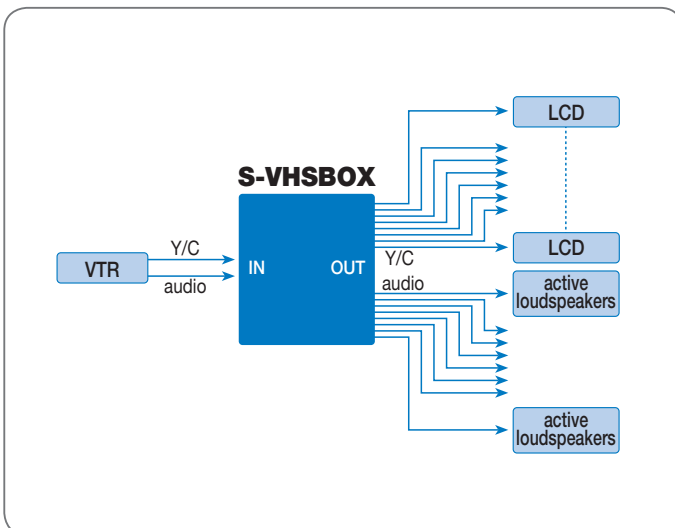 LCD
S-VHSBOX
VTR
Y/C
audio
IN
OUT
LCD
Y/C
audio
active
loudspeakers
active
loudspeakers